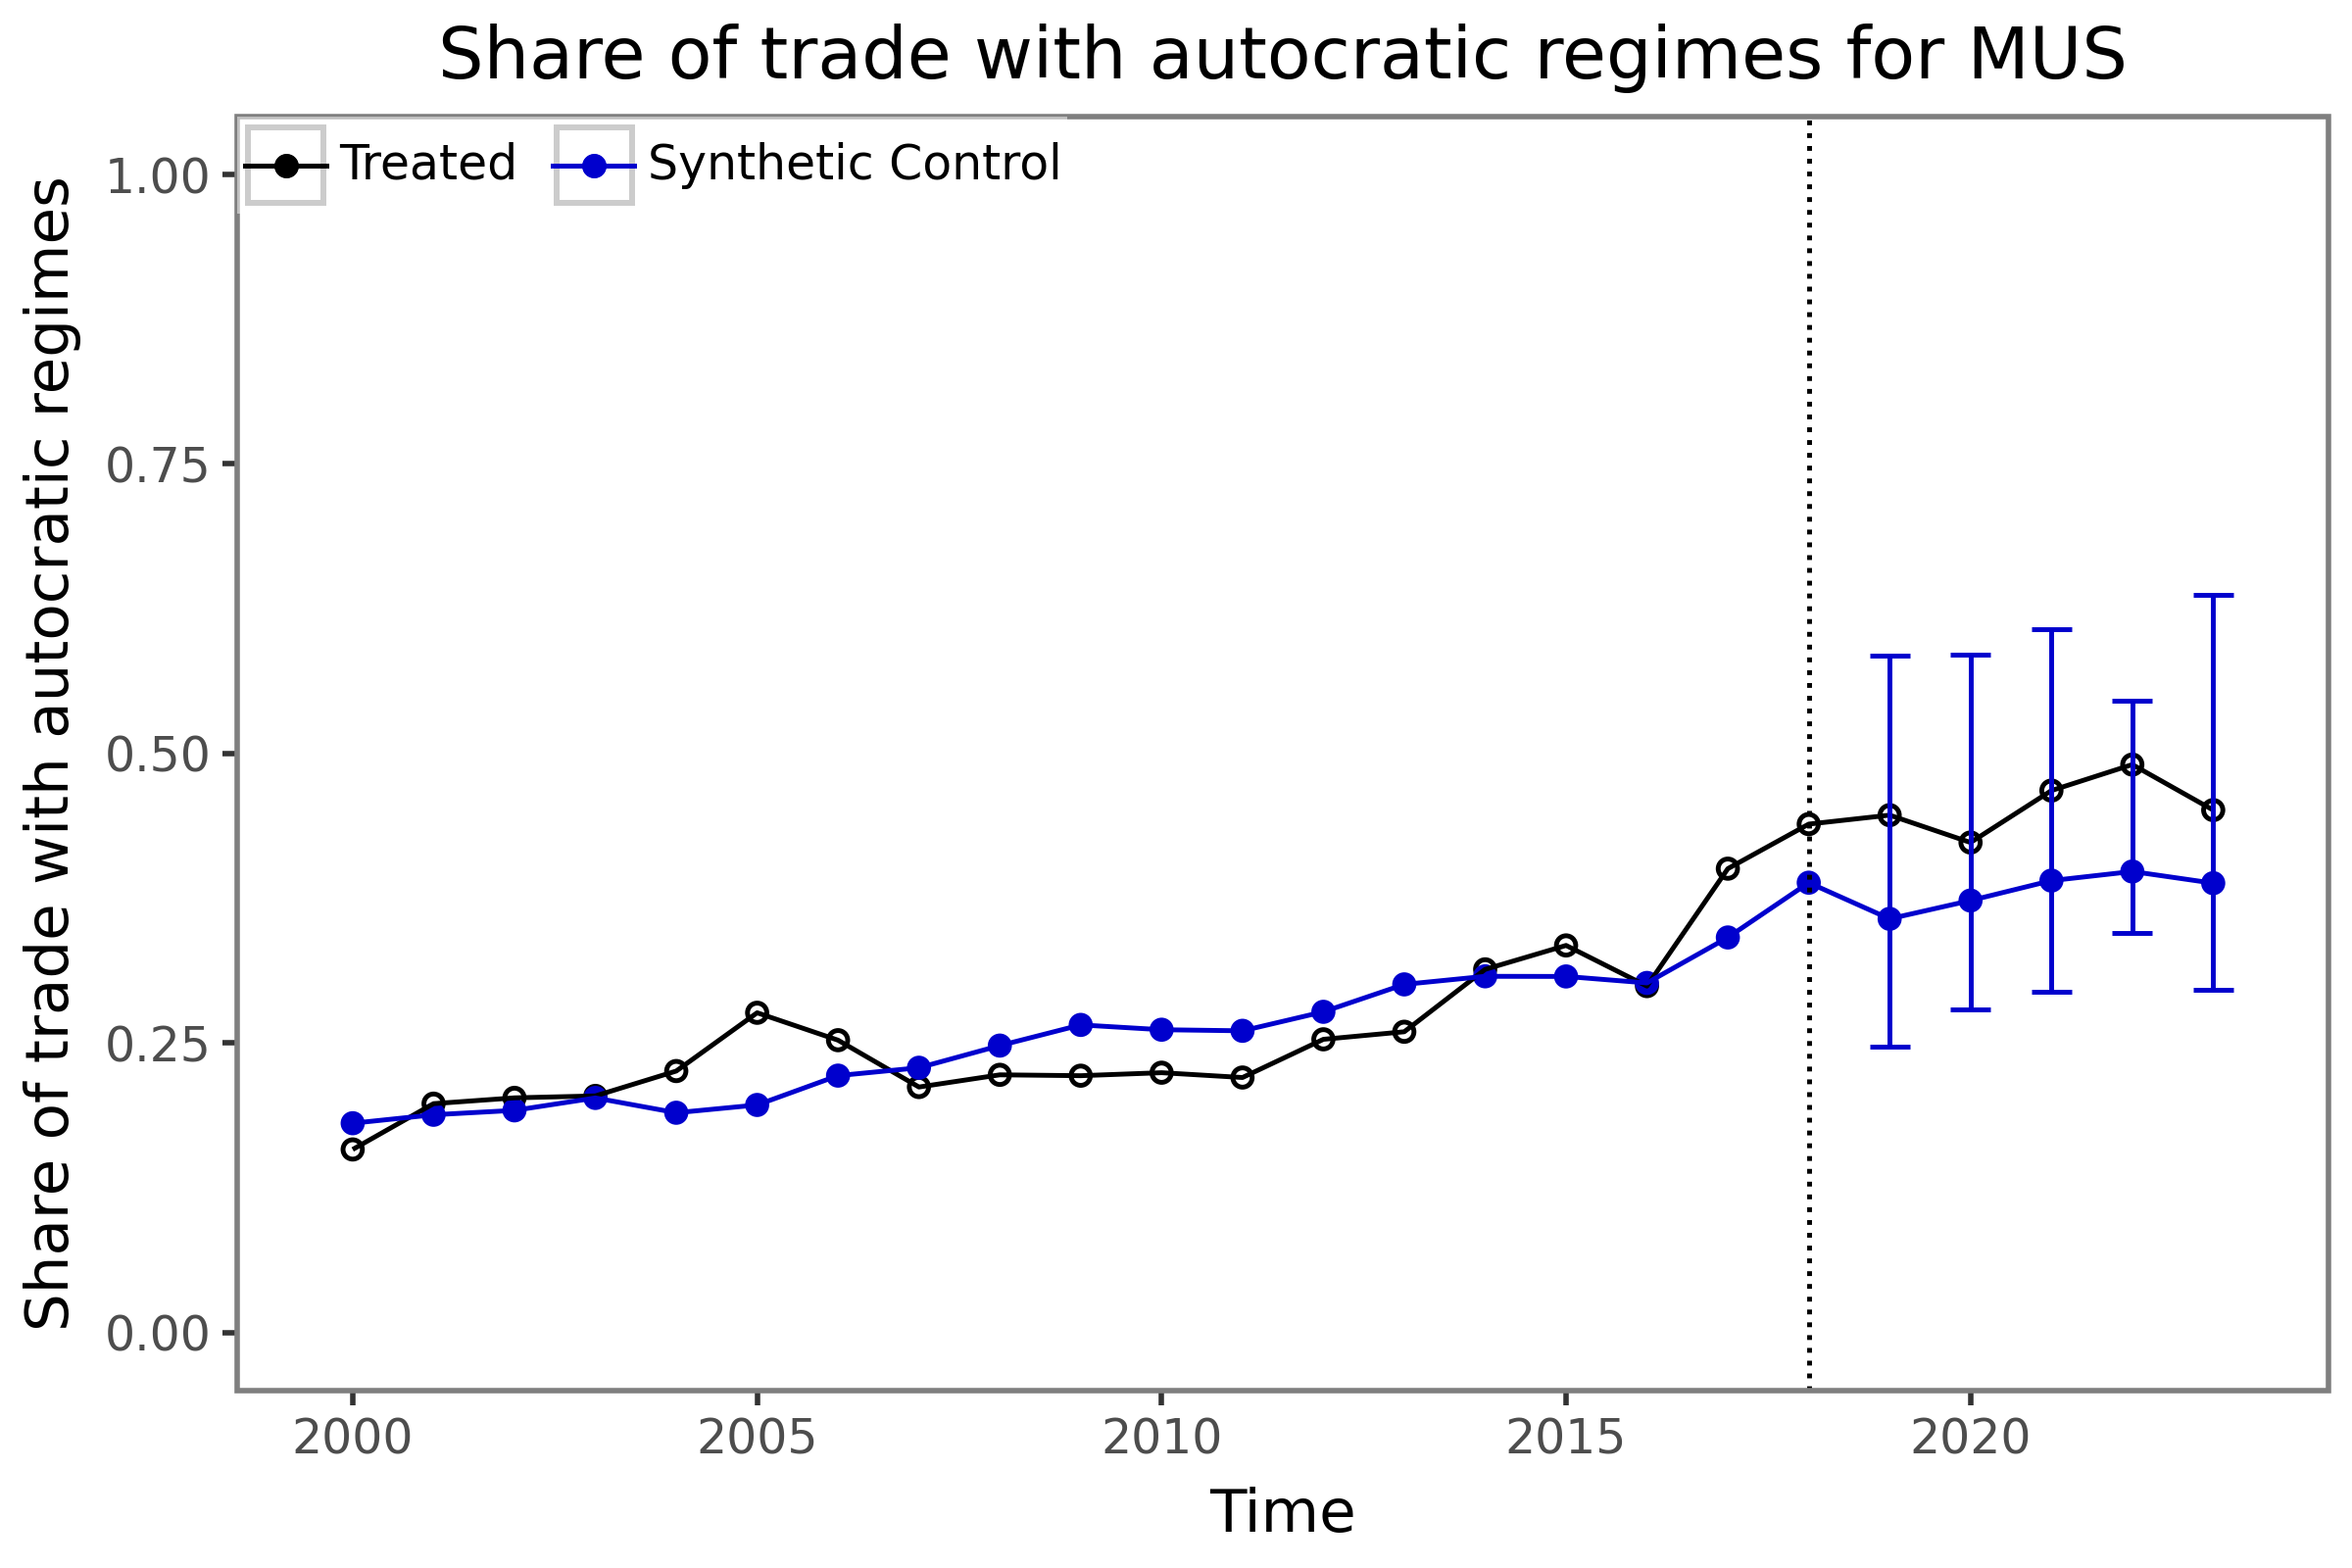 Share of trade with autocratic regimes for MUS
Treated
Synthetic Control
Share of trade with autocratic regimes
1.00
0.75
0.50
0.25
0.00
2000
2005
2010
2015
2020
Time